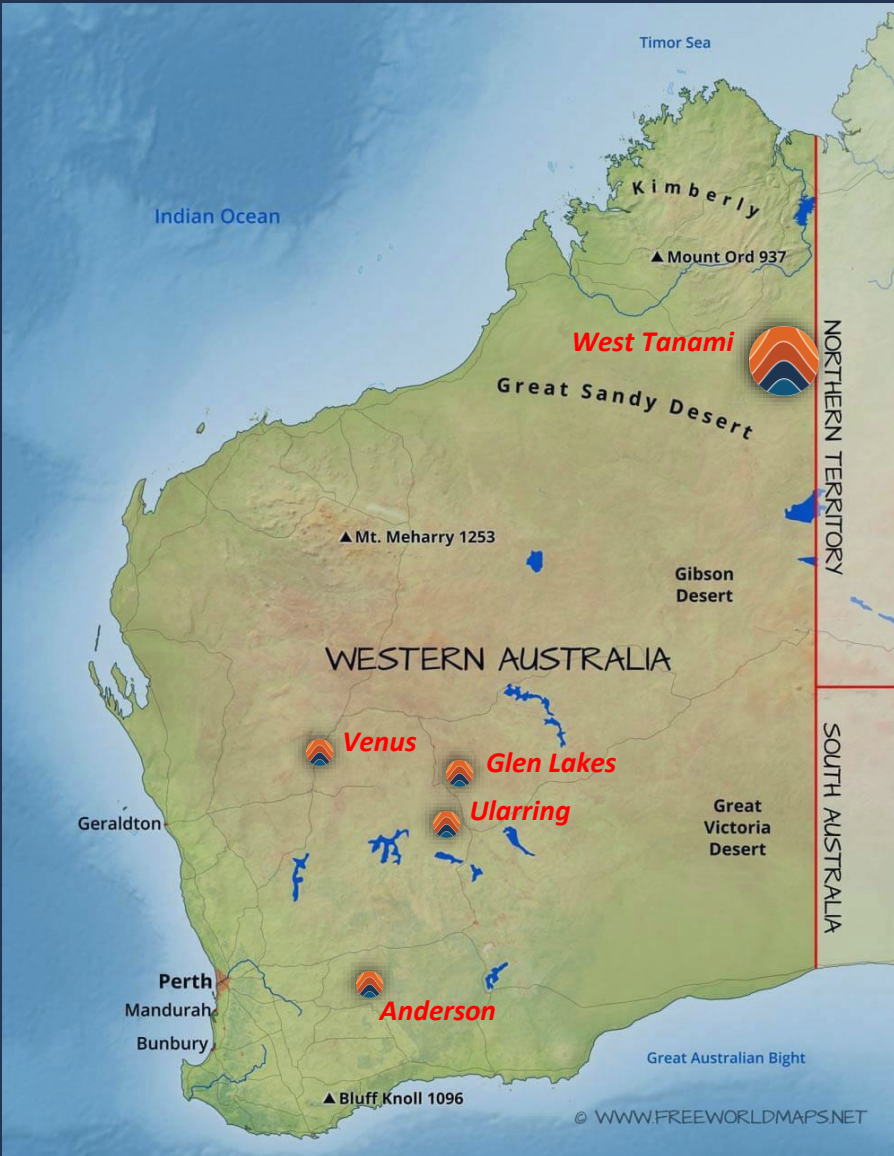 Timor Sea
Kimberly
Indian Ocean
▲ Mount Ord 937
West Tanami
NORTHERN TERRITORY
Great Sandy Desert
▲ Mt. Meharry 1253
Gibson
Desert
WESTERN AUSTRALIA
Venus
Glen Lakes
SOUTH AUSTRALIA
Ularring
Geraldton
Great
Victoria
Desert
Perth
Mandurah
Anderson
Bunbury
Great Australian Bight
▲ Bluff Knoll 1096
© WWW.FREEWORLDMAPS.NET